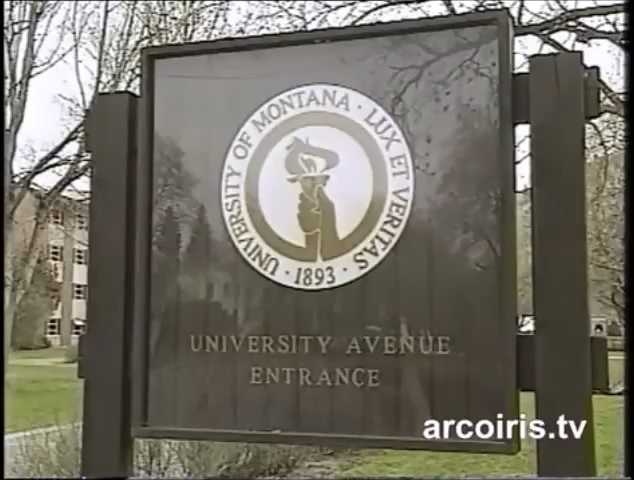 UNIVERSITY OF MONTANA · LUX ET VERITAS ·
· 1893 ·
UNIVERSITY AVENUE
ENTRANCE
arcoiris.tv